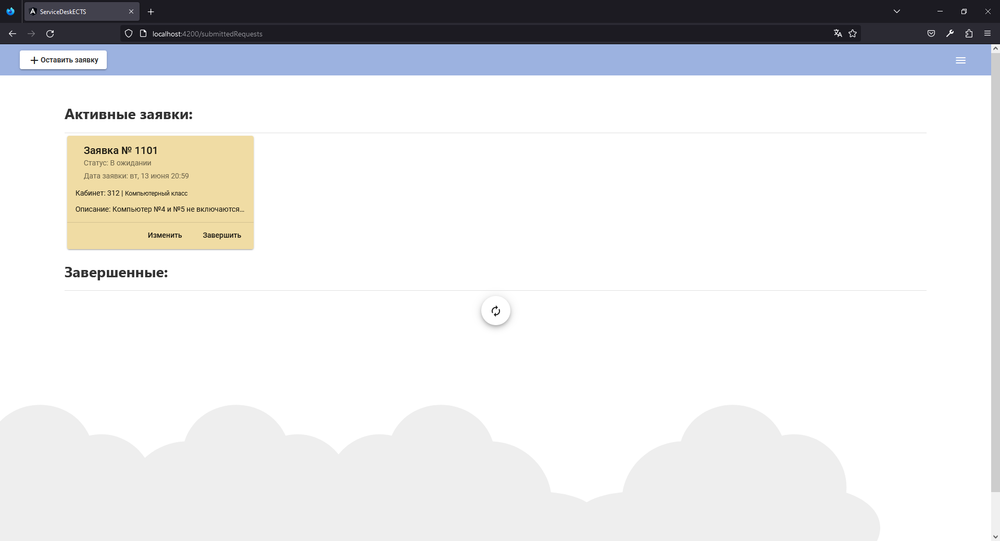 ServiceDeskECTS
localhost:4200/submittedRequests
Оставить заявку
Активные заявки:
Заявка № 1101
Статус: В ожидании
Дата заявки: вт, 13 июня 20:59
Кабинет: 312 | Компьютерный класс
Описание: Компьютер №4 и №5 не включаются...
Изменить Завершить
Завершенные: